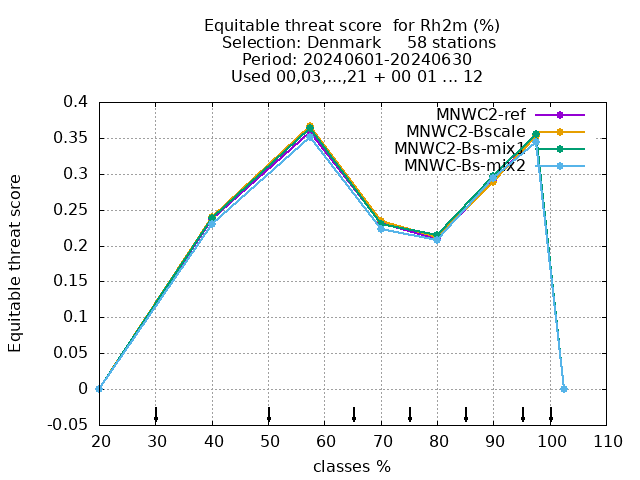 Equitable threat score  for Rh2m (%)
Selection: Denmark     58 stations
Period: 20240601-20240630
Used 00,03,...,21 + 00 01 ... 12
MNWC2-ref
MNWC2-Bscale
MNWC2-Bs-mix1
MNWC-Bs-mix2
Equitable threat score
0.4
0.35
0.3
0.25
0.2
0.15
0.1
0.05
0
-0.05
20 30 40 50 60 70 80 90 100 110
classes %